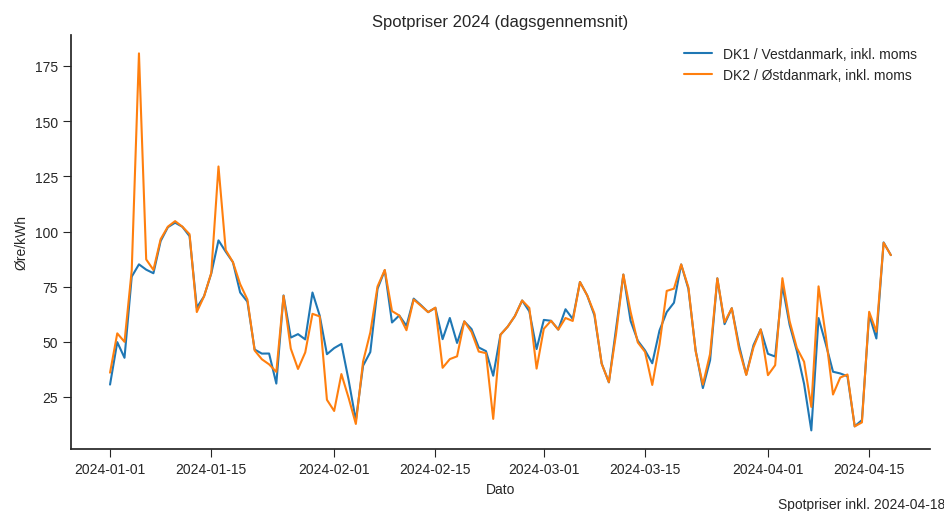 Spotpriser 2024 (dagsgennemsnit)
DK1 / Vestdanmark, inkl. moms
DK2 / Østdanmark, inkl. moms
175
150
125
100
75
50
25
Øre/kWh
2024-01-01 2024-01-15 2024-02-01 2024-02-15 2024-03-01 2024-03-15 2024-04-01 2024-04-15
Dato
Spotpriser inkl. 2024-04-18